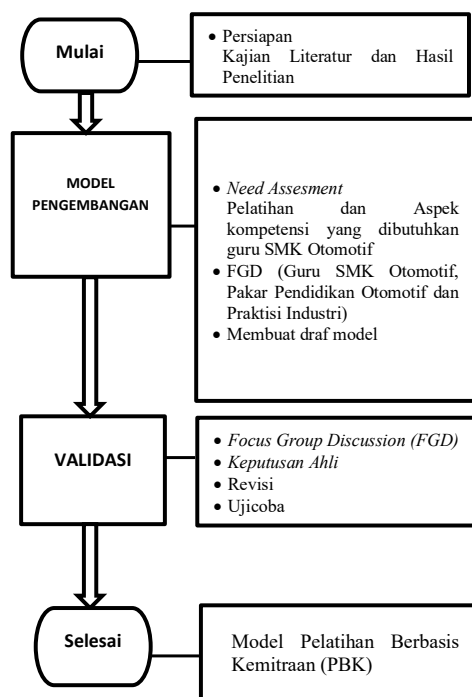 Mulai
• Persiapan
Kajian Literatur dan Hasil
Penelitian
MODEL
PENGEMBANGAN
• Need Assesment
Pelatihan dan Aspek
kompetensi yang dibutuhkan
guru SMK Otomotif
• FGD (Guru SMK Otomotif,
Pakar Pendidikan Otomotif dan
Praktisi Industri)
• Membuat draf model
VALIDASI
• Focus Group Discussion (FGD)
• Keputusan Ahli
• Revisi
• Ujicoba
Selesai
Model Pelatihan Berbasis
Kemitraan (PBK)